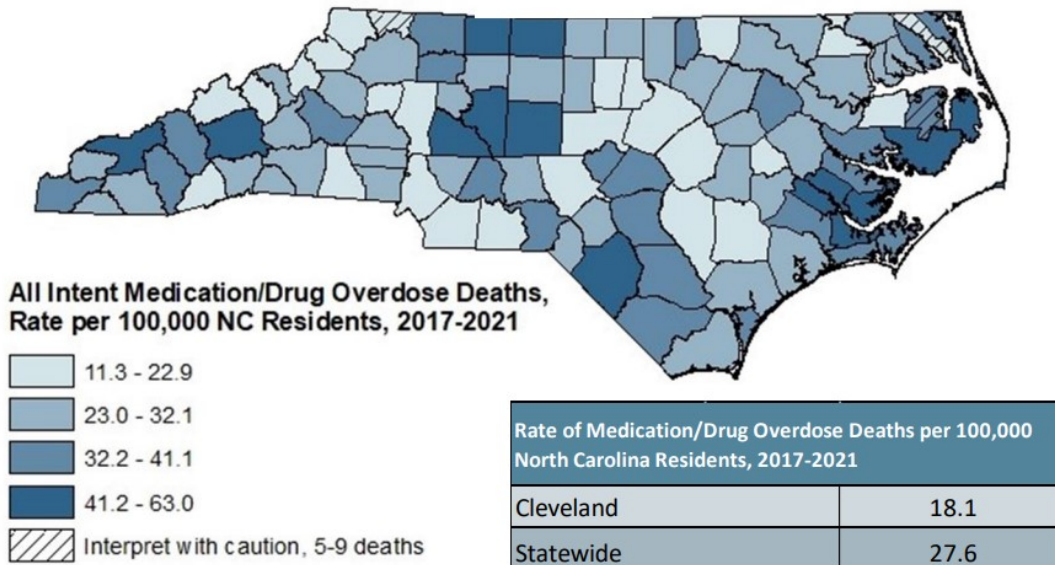 All Intent Medication/Drug Overdose Deaths,
Rate per 100,000 NC Residents, 2017-2021
11.3 - 22.9
23.0 - 32.1
32.2 - 41.1
41.2 - 63.0
Interpret with caution, 5-9 deaths
Rate of Medication/Drug Overdose Deaths per 100,000
North Carolina Residents, 2017-2021
Cleveland 18.1
Statewide 27.6